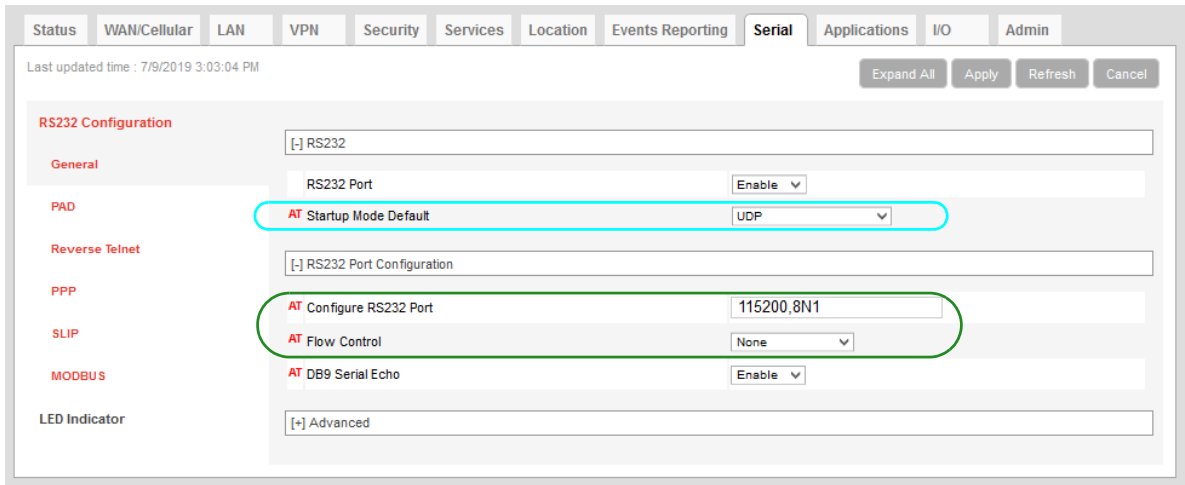 Status WAN/Cellular LAN VPN Security Services Location Events Reporting Serial Applications I/O Admin
Last updated time : 7/9/2019 3:03:04 PM
Expand All Apply Refresh Cancel
RS232 Configuration
[-] RS232
General
RS232 Port Enable
PAD
AT Startup Mode Default UDP
Reverse Telnet
[-] RS232 Port Configuration
PPP
AT Configure RS232 Port 115200,8N1
SLIP
AT Flow Control None
MODBUS
AT DB9 Serial Echo Enable
LED Indicator
[+] Advanced